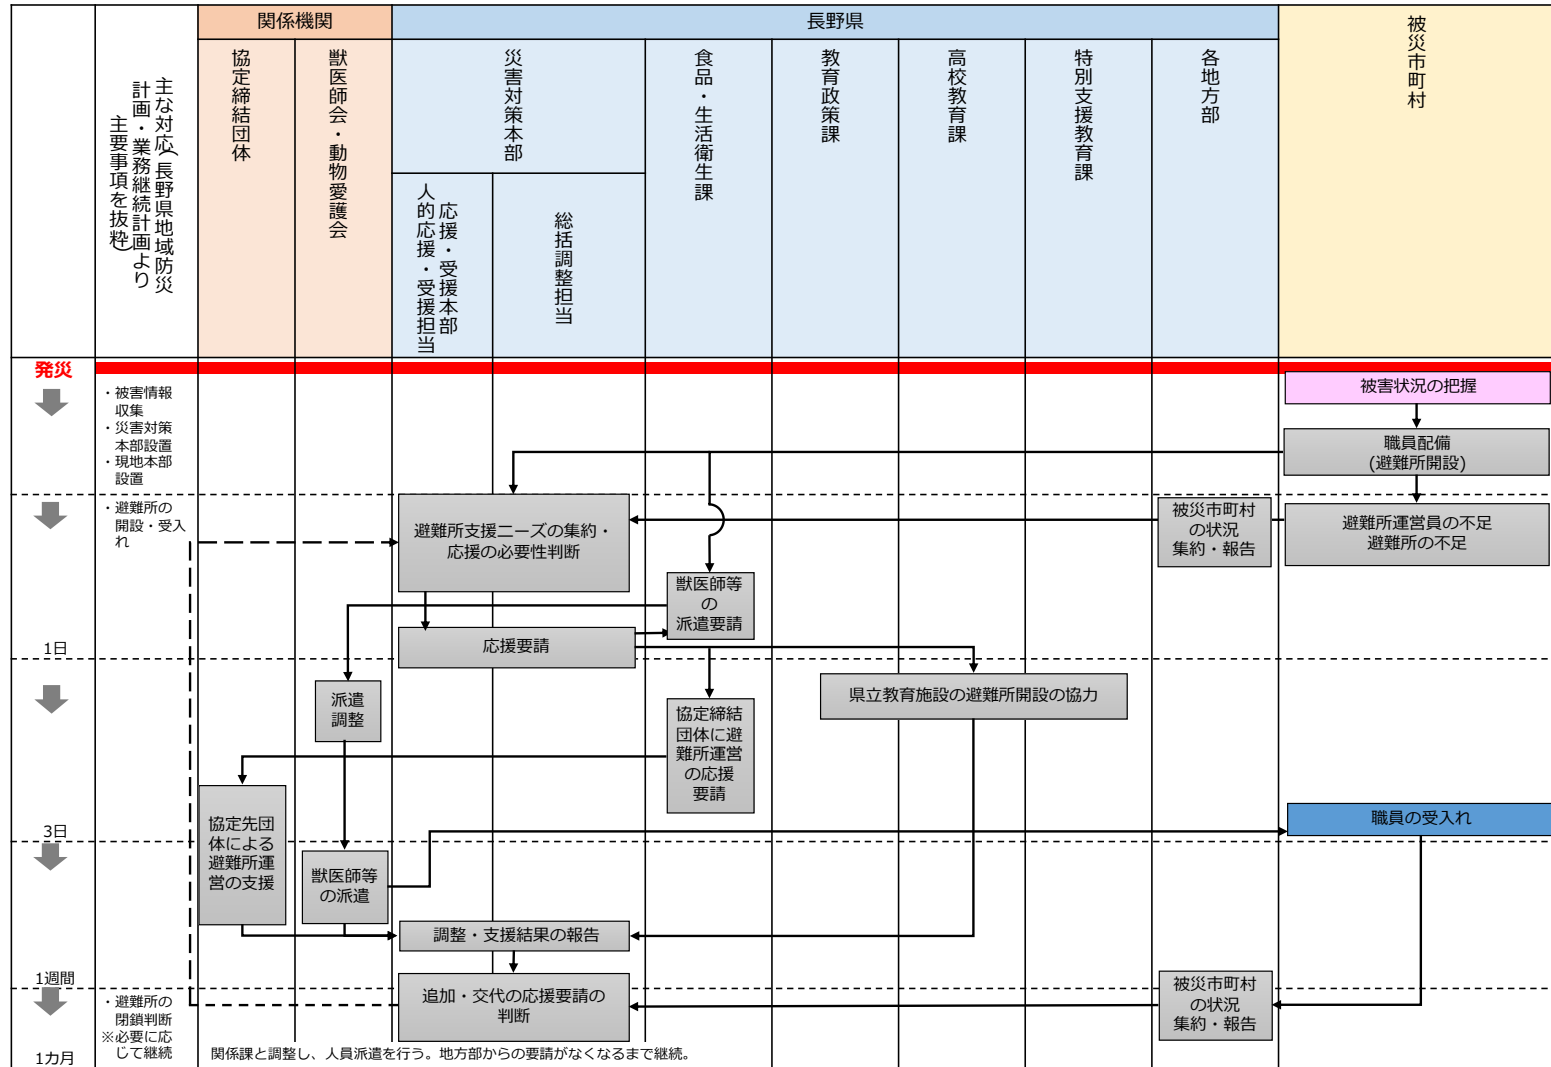 関係機関
長野県
被災市町村
主な対応(長野県地域防災
計画・業務継続計画より
主要事項を抜粋)
協定締結団体
獣医師会・動物愛護会
災害対策本部
応援・受援本部
人的応援・受援担当
総括調整担当
食品・生活衛生課
教育政策課
高校教育課
特別支援教育課
各地方部
発災
・被害情報
収集
・災害対策
本部設置
・現地本部
設置
被害状況の把握
職員配備
(避難所開設)
・避難所の
開設・受入
れ
避難所支援ニーズの集約・
応援の必要性判断
被災市町村
の状況
集約・報告
避難所運営員の不足
避難所の不足
獣医師等
の
派遣要請
応援要請
1日
派遣
調整
協定締結
団体に避
難所運営
の応援
要請
県立教育施設の避難所開設の協力
協定先団
体による
避難所運
営の支援
職員の受入れ
3日
獣医師等
の派遣
調整・支援結果の報告
1週間
・避難所の
閉鎖判断
※必要に応
じて継続
追加・交代の応援要請の
判断
被災市町村
の状況
集約・報告
1カ月
関係課と調整し、人員派遣を行う。地方部からの要請がなくなるまで継続。